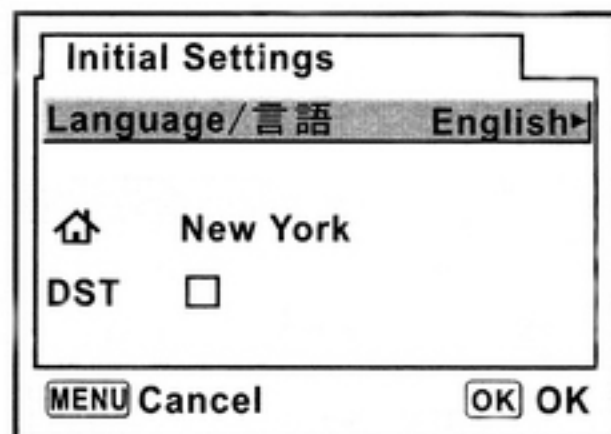 Initial Settings
Language/言語 English
New York
DST
MENU Cancel OK OK